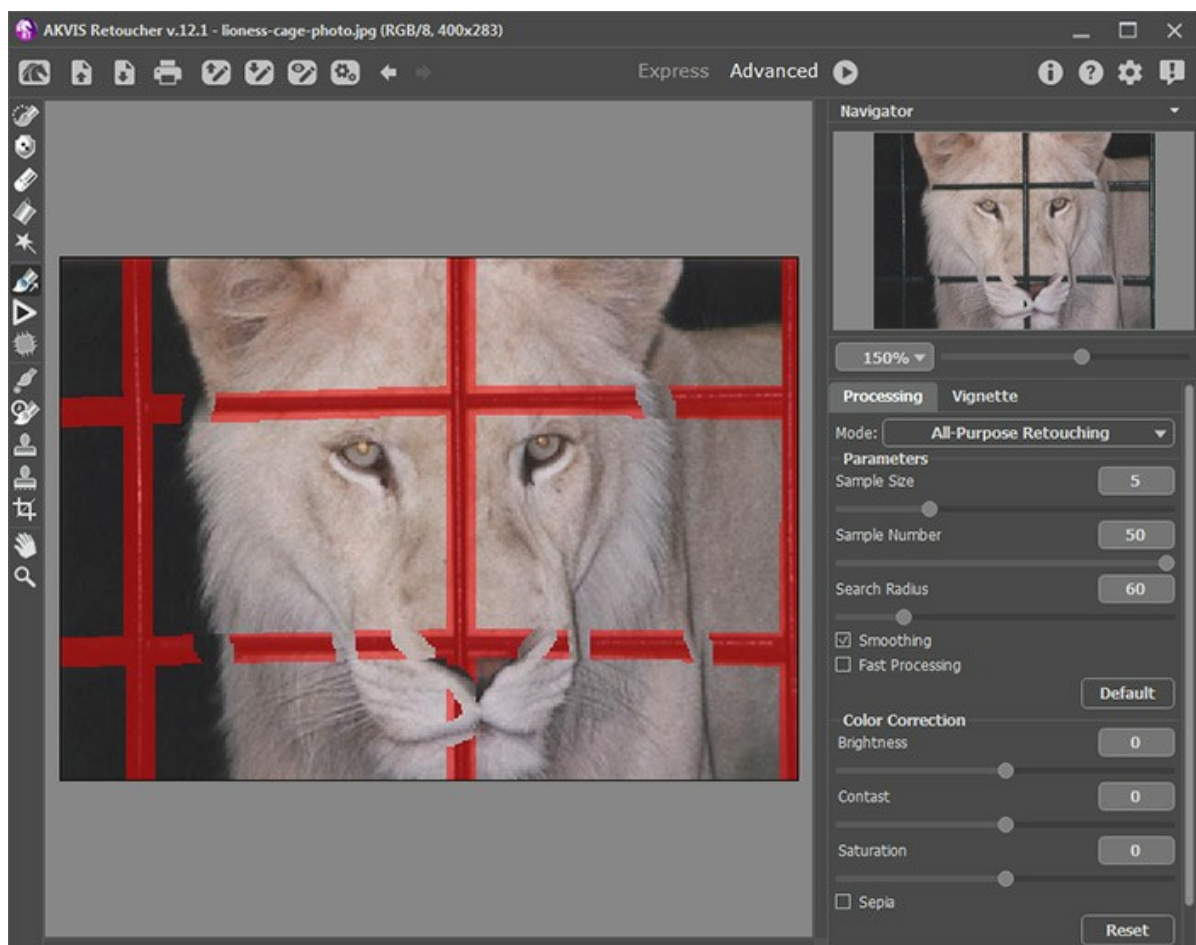 AKVIS Retoucher v.12.1 - lioness-cage-photo.jpg (RGB/8, 400x283)
Express Advanced
Navigator
150%
Processing Vignette
Mode: All-Purpose Retouching
Parameters
Sample Size 5
Sample Number 50
Search Radius 60
Smoothing
Fast Processing
Default
Color Correction
Brightness 0
Contast 0
Saturation 0
Sepia
Reset